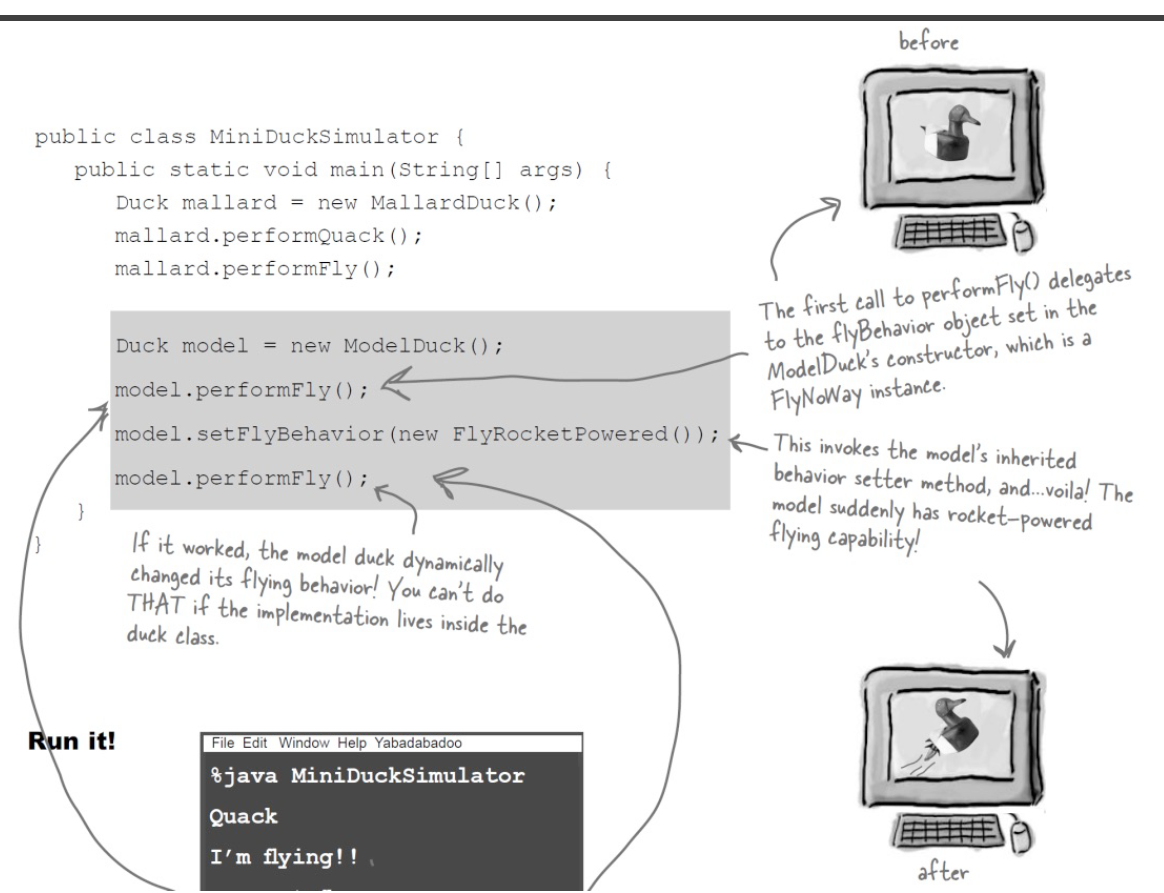 before
public class MiniDuckSimulator {
public static void main(String[] args) {
Duck mallard = new MallardDuck();
mallard.performQuack();
mallard.performFly();
The first call to performFly() delegates
to the flyBehavior object set in the
ModelDuck's constructor, which is a
FlyNoWay instance.
Duck model = new ModelDuck();
model.performFly();
model.setFlyBehavior(new FlyRocketPowered());
model.performFly();
}
}
This invokes the model's inherited
behavior setter method, and...voila! The
model suddenly has rocket-powered
flying capability!
If it worked, the model duck dynamically
changed its flying behavior! You can't do
THAT if the implementation lives inside the
duck class.
Run it!
File Edit Window Help Yabadabadoo
%java MiniDuckSimulator
Quack
I'm flying!!
after